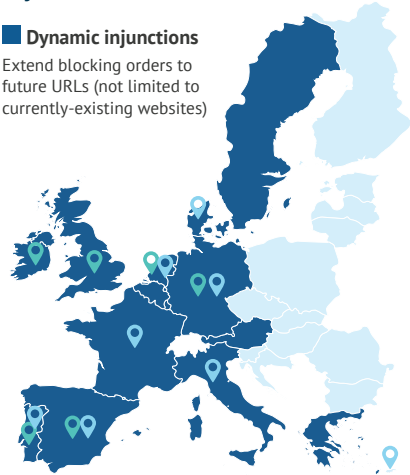 Dynamic injunctions
Extend blocking orders to
future URLs (not limited to
currently-existing websites)